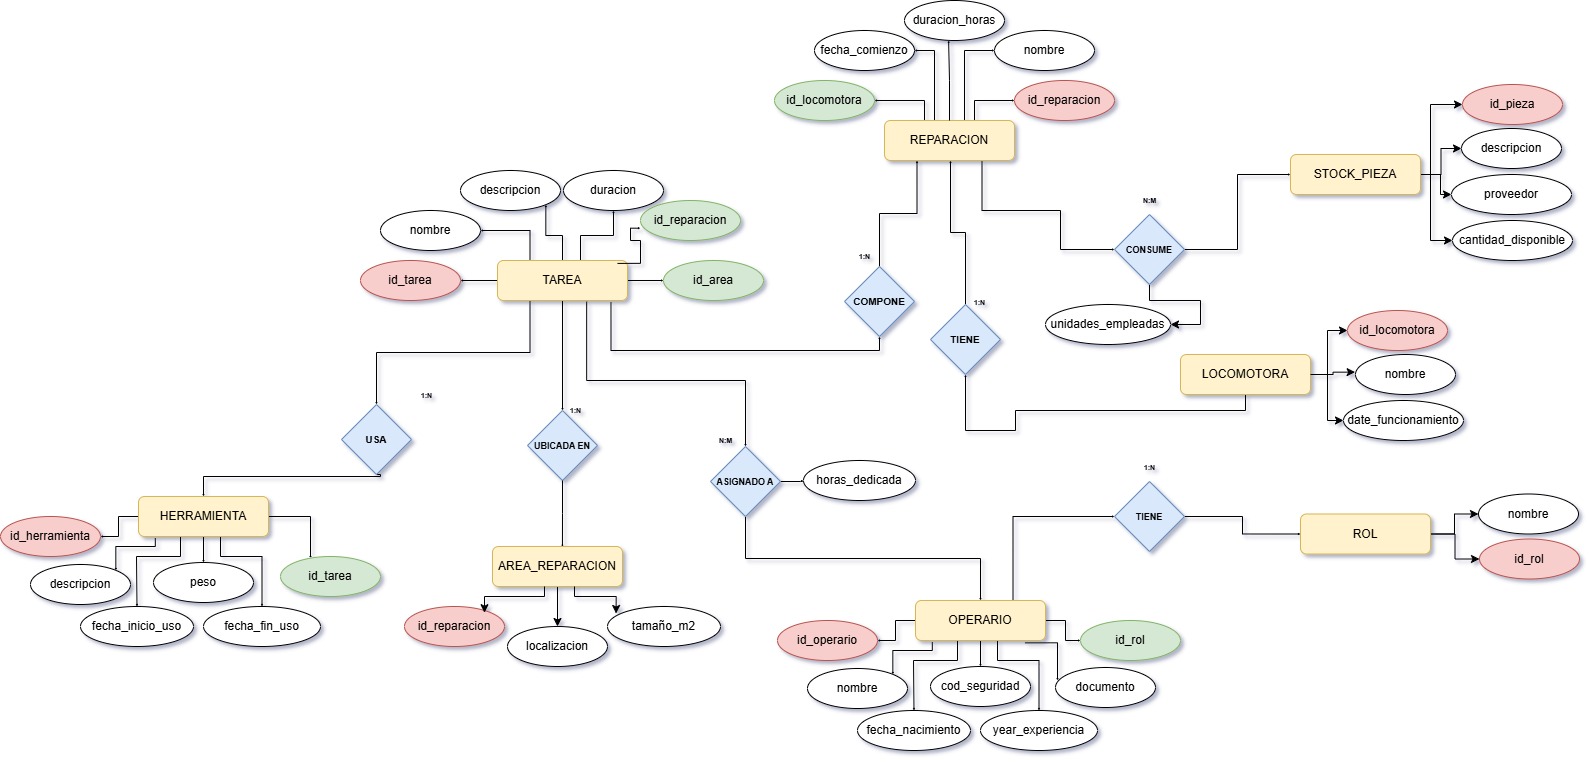 duracion_horas
fecha_comienzo
nombre
id_locomotora
id_reparacion
REPARACION
id_pieza
descripcion
STOCK_PIEZA
proveedor
cantidad_disponible
descripcion
duracion
id_reparacion
nombre
id_tarea
TAREA
id_area
N:M
CONSUME
1:N
COMPONE
1:N
TIENE
unidades_empleadas
id_locomotora
LOCOMOTORA
nombre
date_funcionamiento
1:N
USA
1:N
UBICADA EN
N:M
ASIGNADO A
horas_dedicada
1:N
TIENE
nombre
ROL
id_rol
HERRAMIENTA
id_herramienta
descripcion
peso
id_tarea
fecha_inicio_uso
fecha_fin_uso
AREA_REPARACION
id_reparacion
localizacion
tamaño_m2
OPERARIO
id_operario
id_rol
nombre
cod_seguridad
documento
fecha_nacimiento
year_experiencia